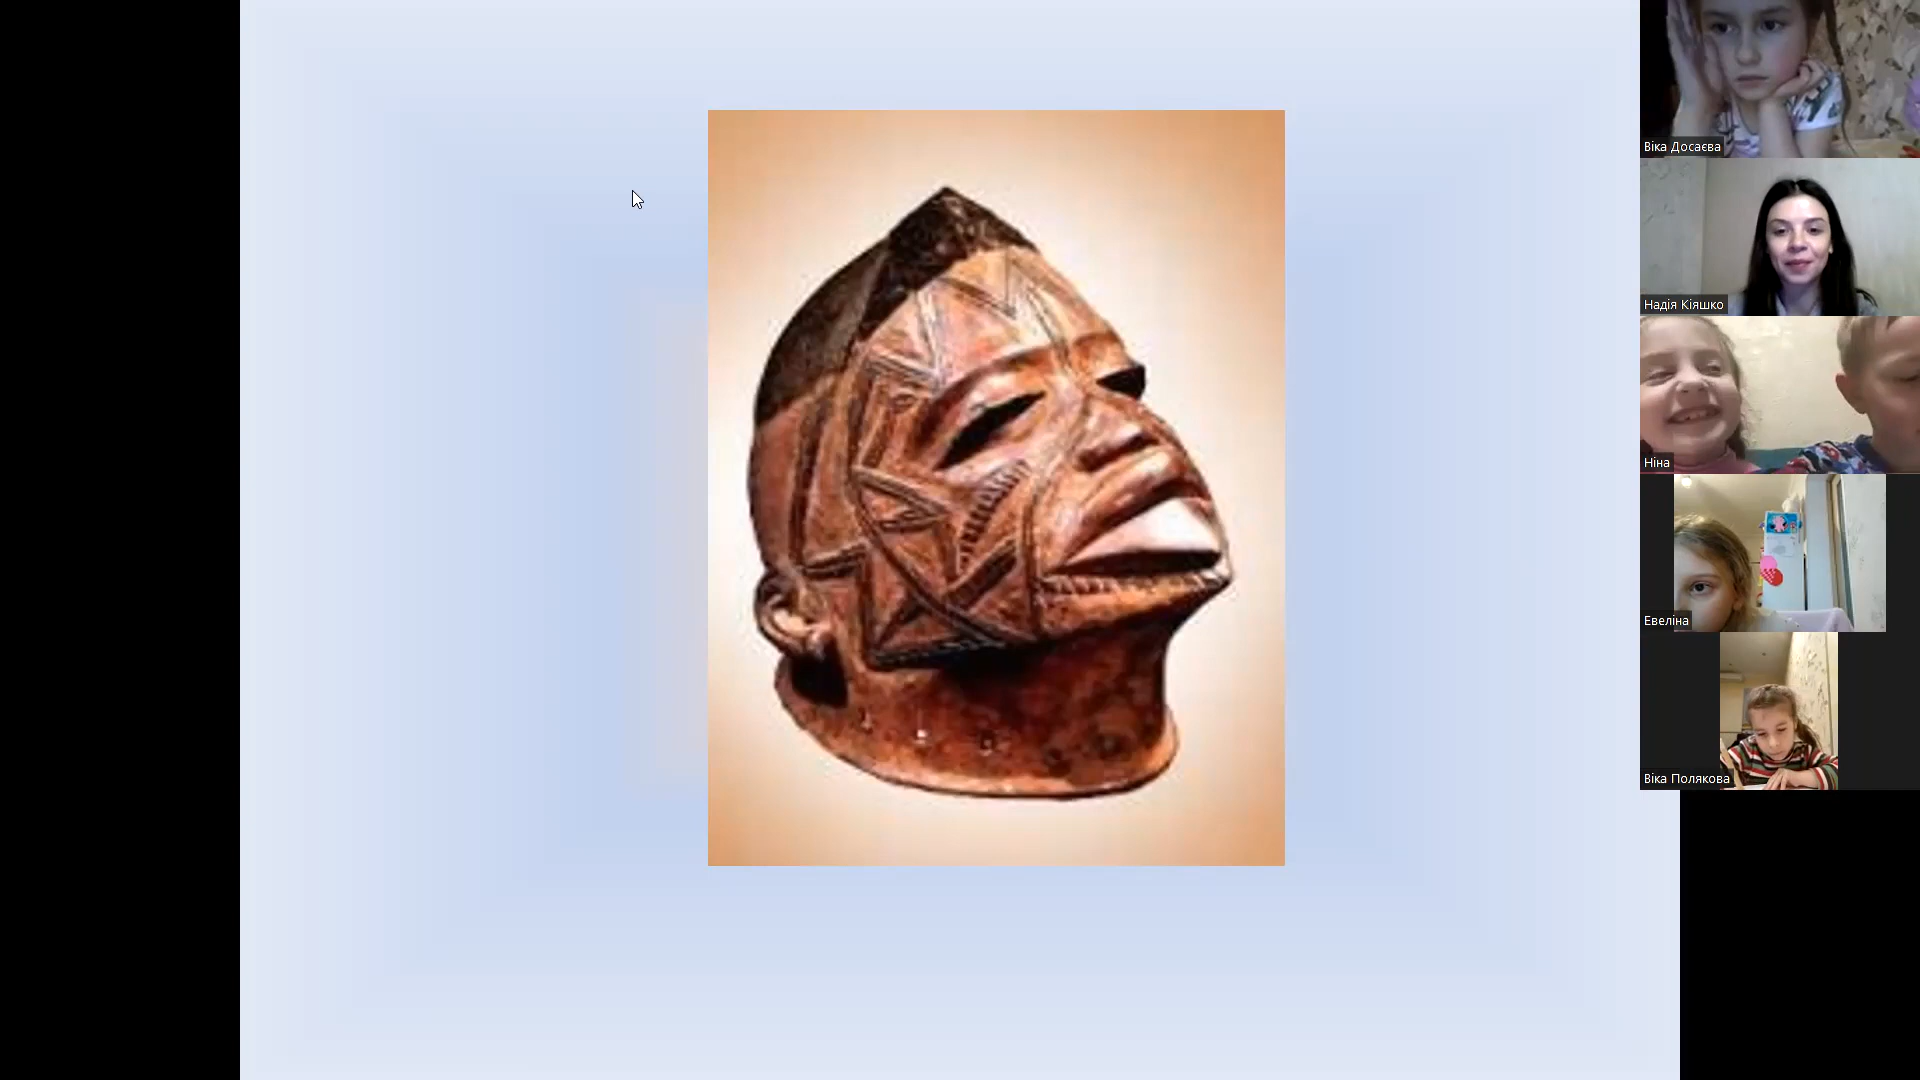 Віка Досаєва
Надія Кіяшко
Ніна
Евеліна
Віка Полякова